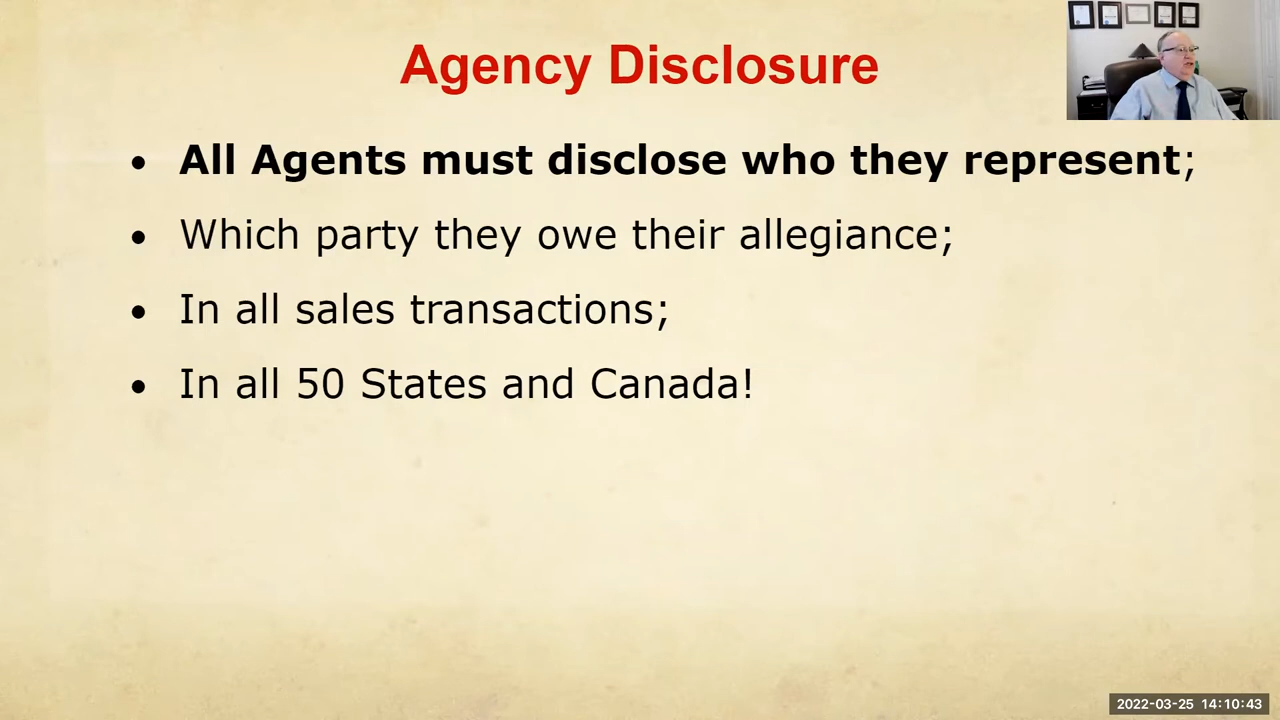 Agency Disclosure
• All Agents must disclose who they represent;
• Which party they owe their allegiance;
• In all sales transactions;
• In all 50 States and Canada!
2022-03-25 14:10:43